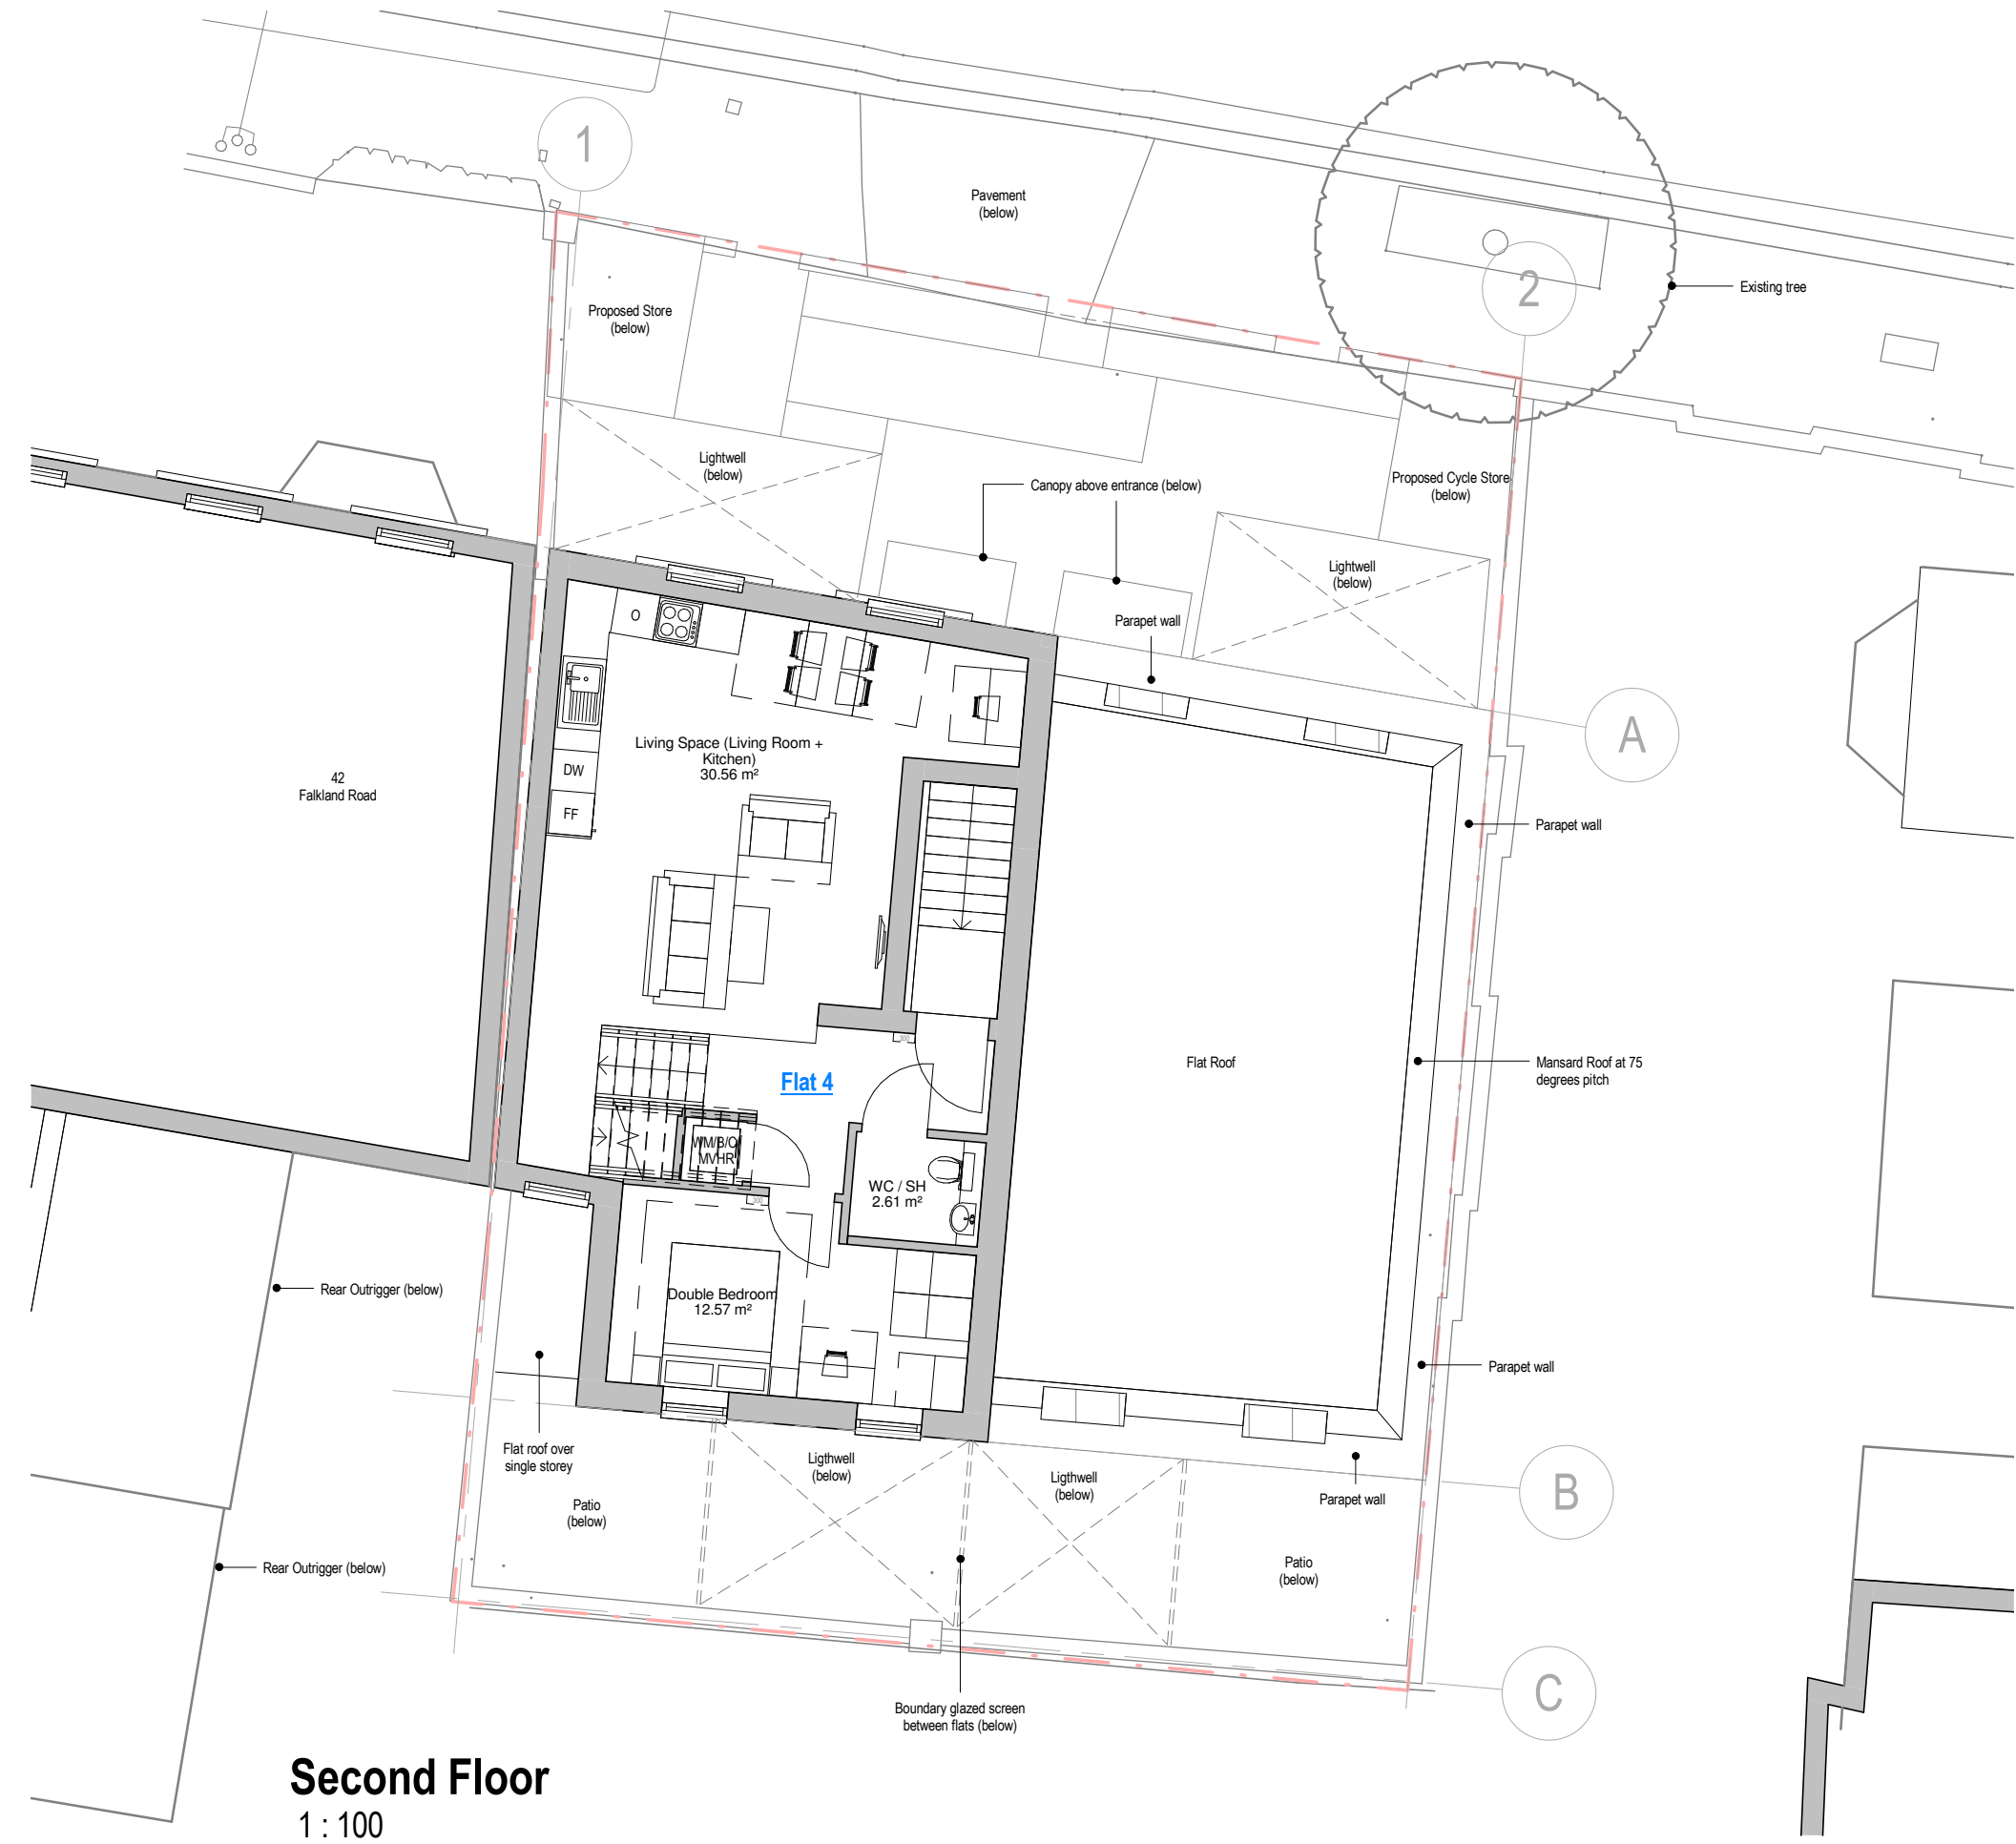 1
Pavement
(below)
2
Existing tree
Proposed Store
(below)
Lightwell
(below)
Canopy above entrance (below)
Proposed Cycle Store
(below)
Lightwell
(below)
Parapet wall
A
O
Living Space (Living Room +
Kitchen)
30.56 m²
DW
FF
42
Falkland Road
Parapet wall
Flat Roof
Mansard Roof at 75
degrees pitch
300
Flat 4
WM/B/C/
MVHR
WC / SH
2.61 m²
300
Double Bedroom
12.57 m²
Rear Outrigger (below)
Parapet wall
Flat roof over
single storey
Ligthwell
(below)
Ligthwell
(below)
Parapet wall
B
Patio
(below)
Rear Outrigger (below)
Patio
(below)
C
Boundary glazed screen
between flats (below)
Second Floor
1 : 100